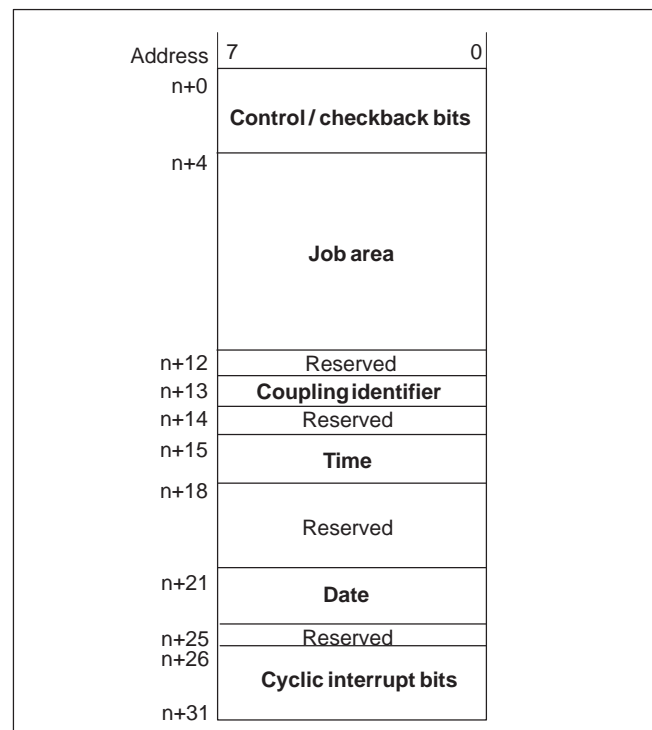 Address 7 0
n+0
Control / checkback bits
n+4
Job area
n+12 Reserved
n+13 Coupling identifier
n+14 Reserved
n+15
Time
n+18
Reserved
n+21
Date
n+25 Reserved
n+26
Cyclic interrupt bits
n+31